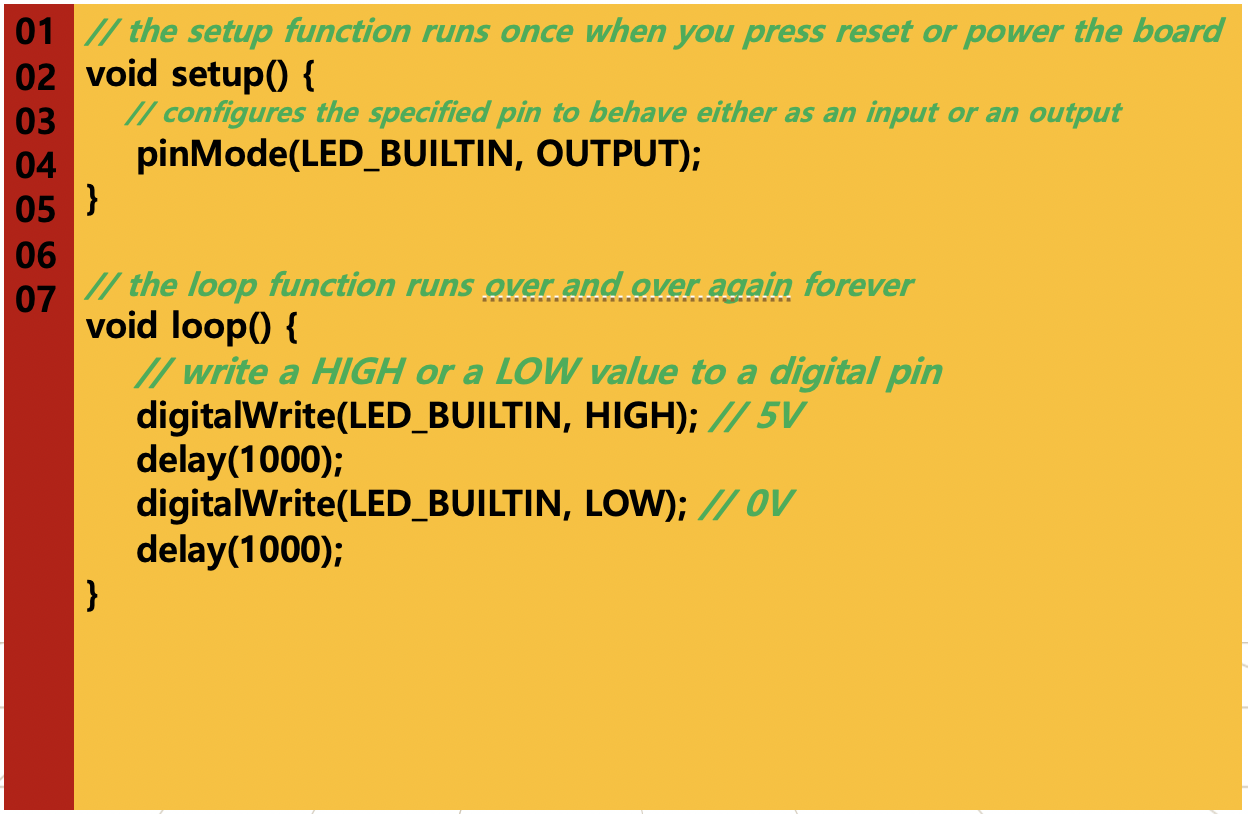 01 // the setup function runs once when you press reset or power the board
02 void setup() {
03 // configures the specified pin to behave either as an input or an output
04 pinMode(LED_BUILTIN, OUTPUT);
05 }
06
07 // the loop function runs over and over again forever
void loop() {
// write a HIGH or a LOW value to a digital pin
digitalWrite(LED_BUILTIN, HIGH); // 5V
delay(1000);
digitalWrite(LED_BUILTIN, LOW); // 0V
delay(1000);
}